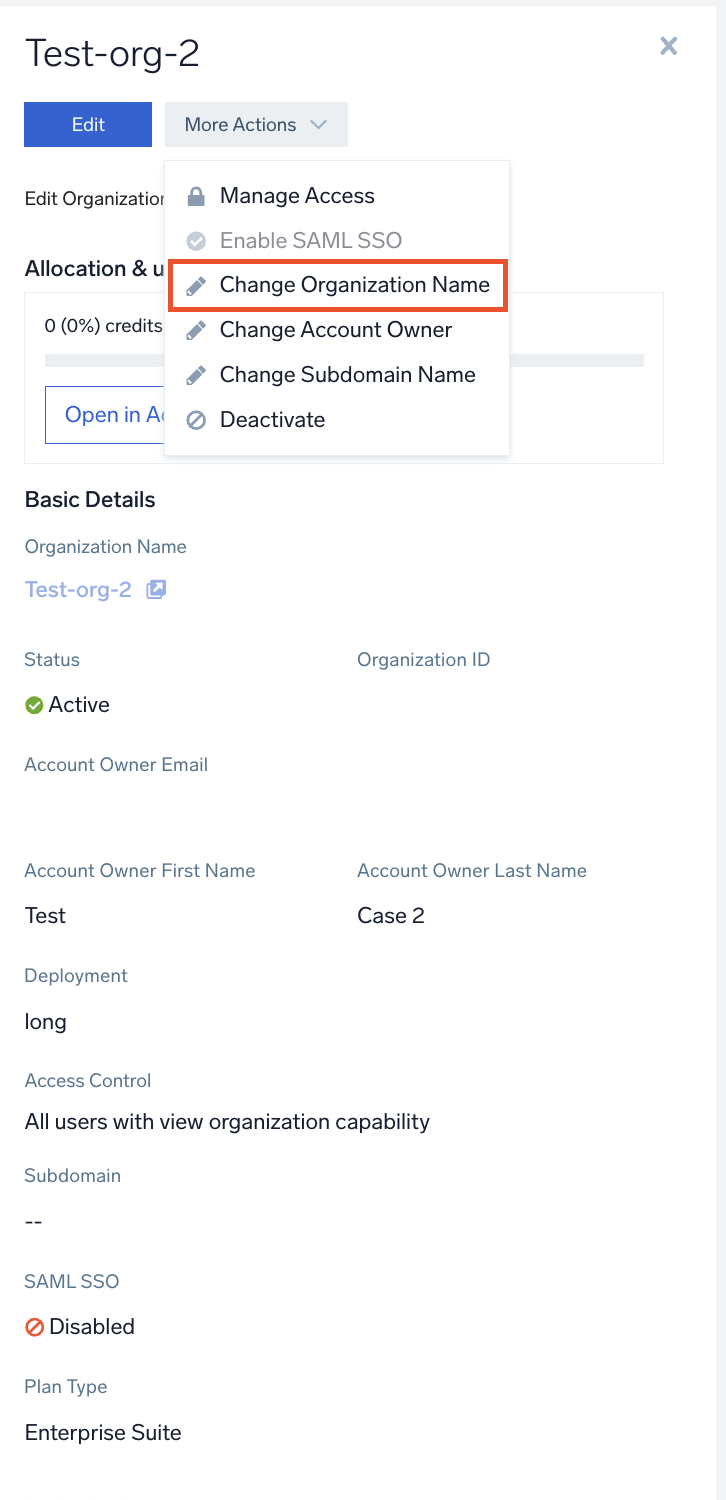 Test-org-2
Edit
More Actions
Manage Access
Edit Organization
Enable SAML SSO
Allocation & u
Change Organization Name
0 (0%) credits
Change Account Owner
Change Subdomain Name
Open in A
Deactivate
Basic Details
Organization Name
Test-org-2
Status
Organization ID
Active
Account Owner Email
Account Owner First Name
Account Owner Last Name
Test
Case 2
Deployment
long
Access Control
All users with view organization capability
Subdomain
--
SAML SSO
Disabled
Plan Type
Enterprise Suite